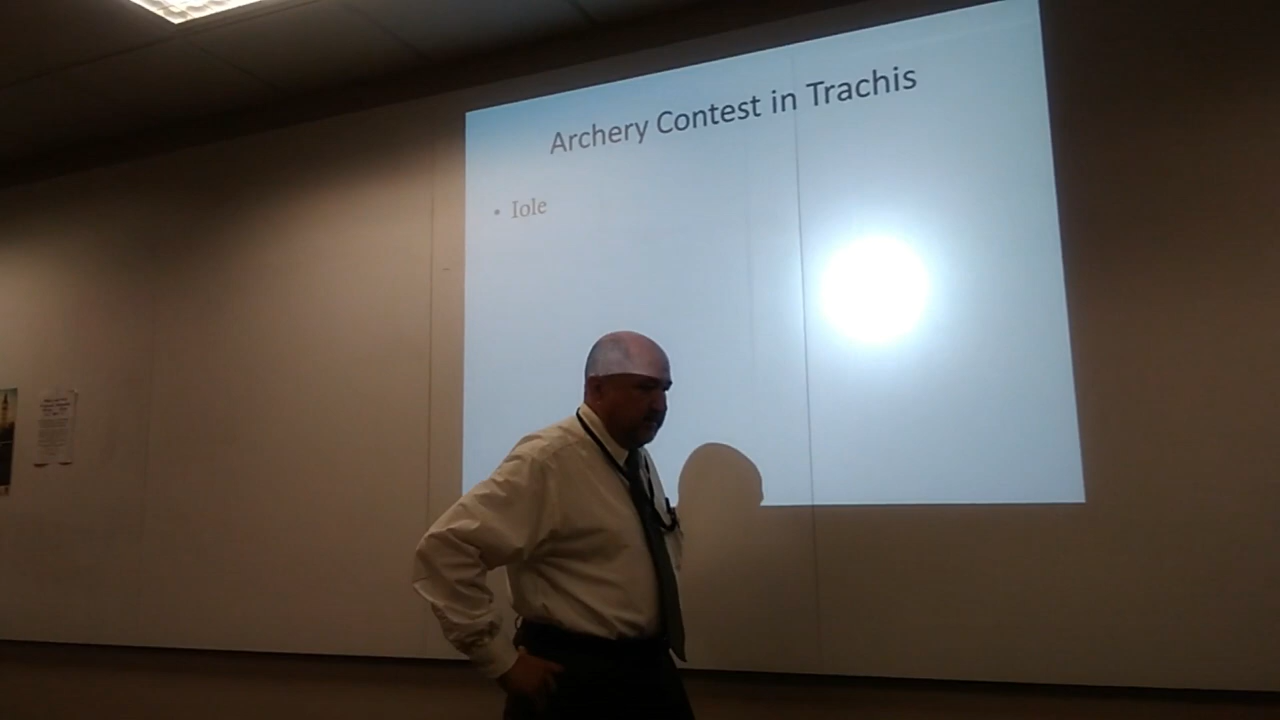 Archery Contest in Trachis
• Iole